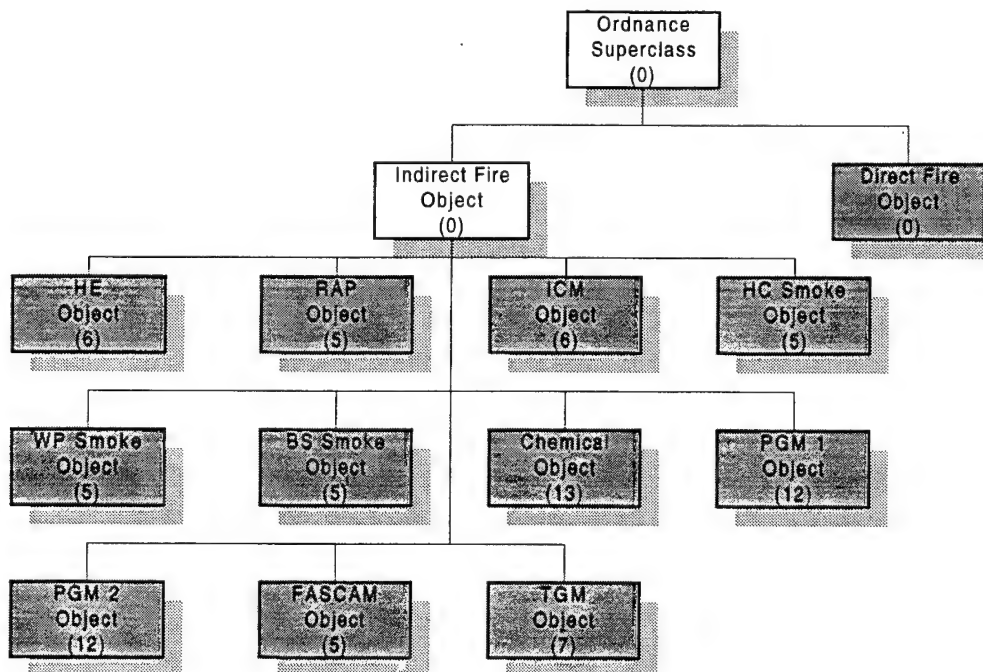 Ordnance
Superclass
(0)
Indirect Fire
Object
(0)
Direct Fire
Object
(0)
HE
Object
(6)
RAP
Object
(5)
ICM
Object
(6)
HC Smoke
Object
(5)
WP Smoke
Object
(5)
BS Smoke
Object
(5)
Chemical
Object
(13)
PGM 1
Object
(12)
PGM 2
Object
(12)
FASCAM
Object
(5)
TGM
Object
(7)